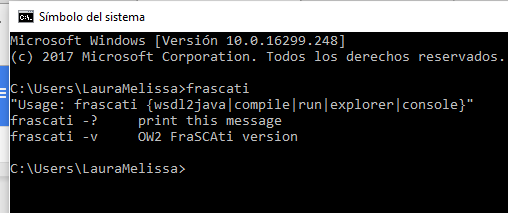 Símbolo del sistema
Microsoft Windows [Versión 10.0.16299.248]
(c) 2017 Microsoft Corporation. Todos los derechos reservados.
C:\Users\LauraMelissa>frascati
"Usage: frascati {wsdl2java|compile|run|explorer|console}"
frascati -?     print this message
frascati -v     OW2 FraSCAti version
C:\Users\LauraMelissa>